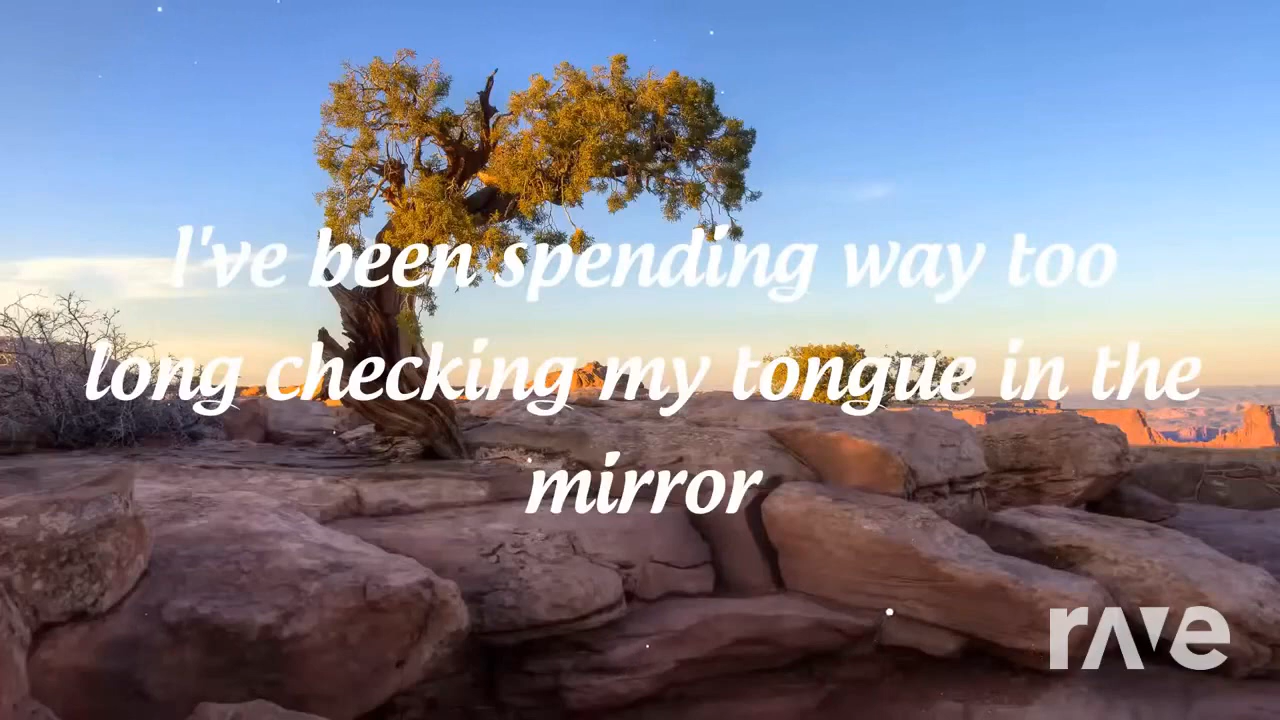 I've been spending way too
long checking my tongue in the
mirror
rave